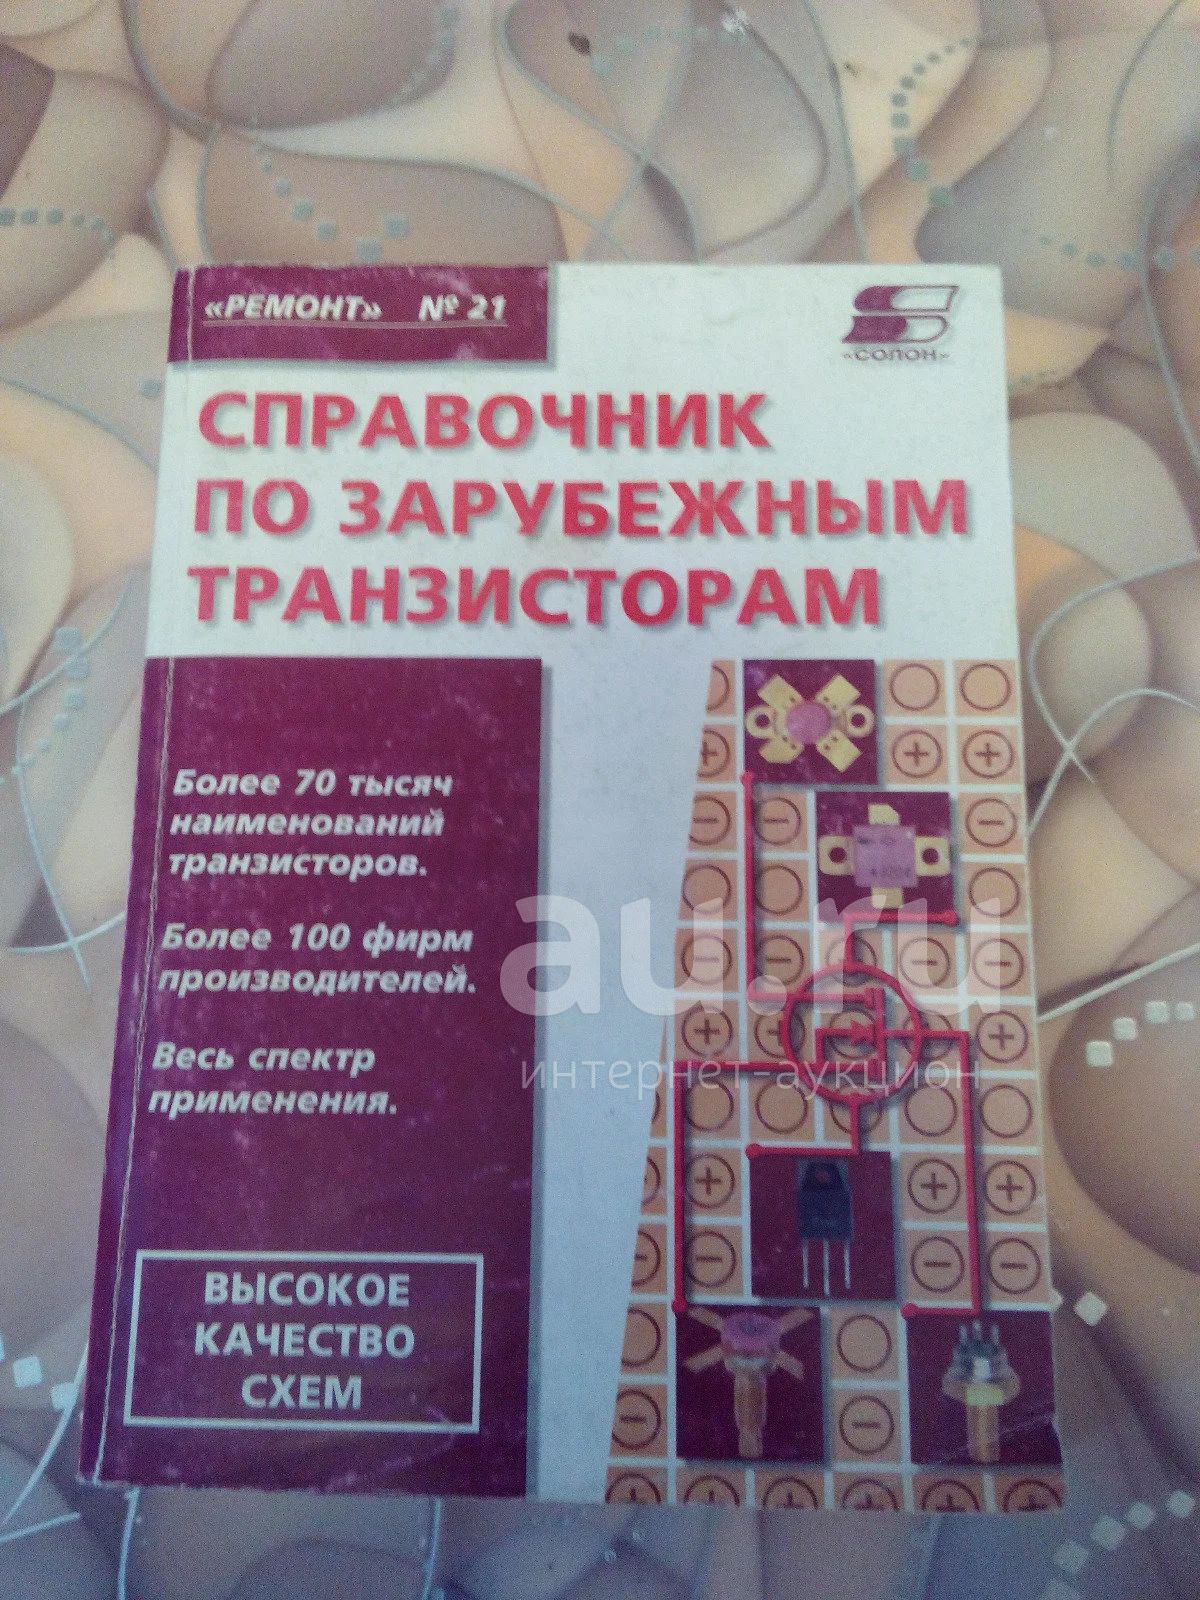 «РЕМОНТ» № 21
«СОЛОН»
СПРАВОЧНИК
ПО ЗАРУБЕЖНЫМ
ТРАНЗИСТОРАМ
Более 70 тысяч
наименований
транзисторов.
Более 100 фирм
производителей.
Весь спектр
применения.
ВЫСОКОЕ
КАЧЕСТВО
СХЕМ
au.ru
интернет-аукцион